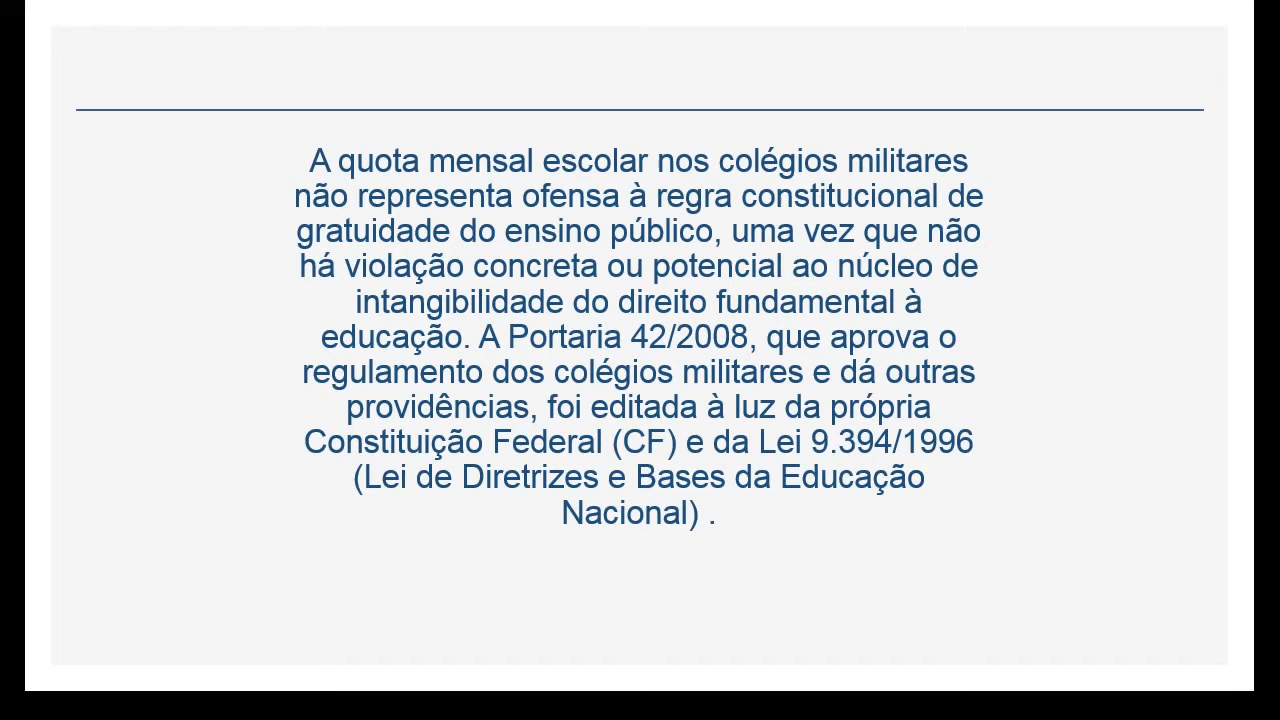 A quota mensal escolar nos colégios militares
não representa ofensa à regra constitucional de
gratuidade do ensino público, uma vez que não
há violação concreta ou potencial ao núcleo de
intangibilidade do direito fundamental à
educação. A Portaria 42/2008, que aprova o
regulamento dos colégios militares e dá outras
providências, foi editada à luz da própria
Constituição Federal (CF) e da Lei 9.394/1996
(Lei de Diretrizes e Bases da Educação
Nacional) .